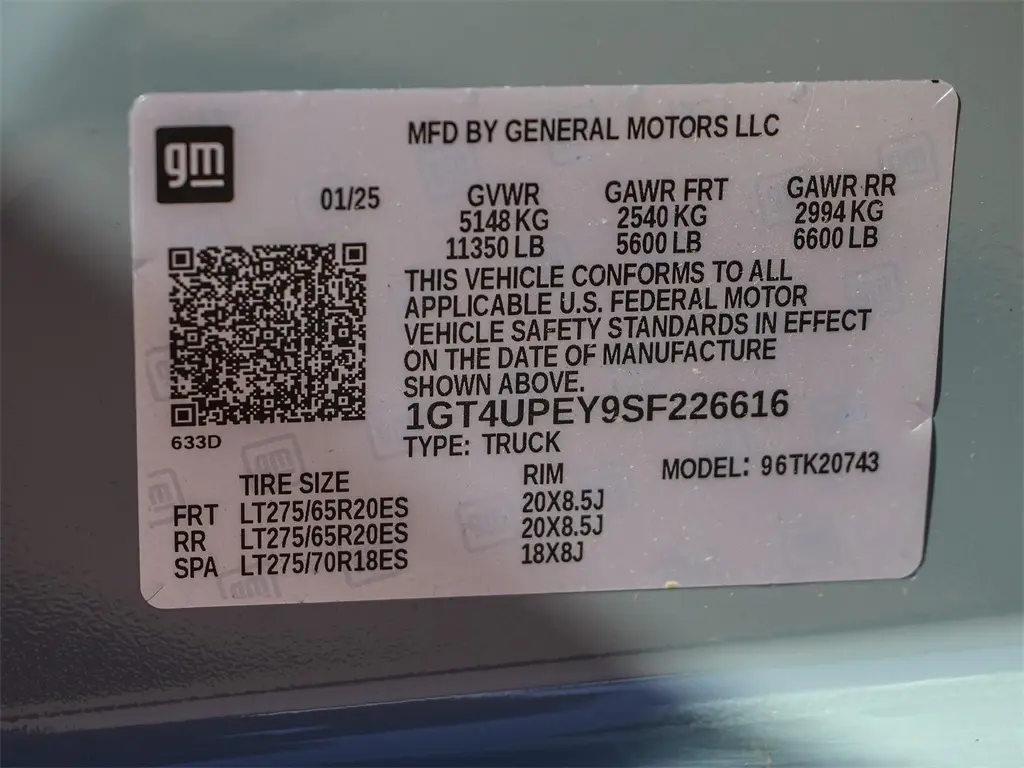 gm
MFD BY GENERAL MOTORS LLC
01/25
GVWR GAWR FRT GAWR RR
5148 KG 2540 KG 2994 KG
11350 LB 5600 LB 6600 LB
THIS VEHICLE CONFORMS TO ALL
APPLICABLE U.S. FEDERAL MOTOR
VEHICLE SAFETY STANDARDS IN EFFECT
ON THE DATE OF MANUFACTURE
SHOWN ABOVE.
1GT4UPEY9SF226616
633D
TYPE: TRUCK
MODEL: 96TK20743
TIRE SIZE RIM
FRT LT275/65R20ES 20X8.5J
RR LT275/65R20ES 20X8.5J
SPA LT275/70R18ES 18X8J